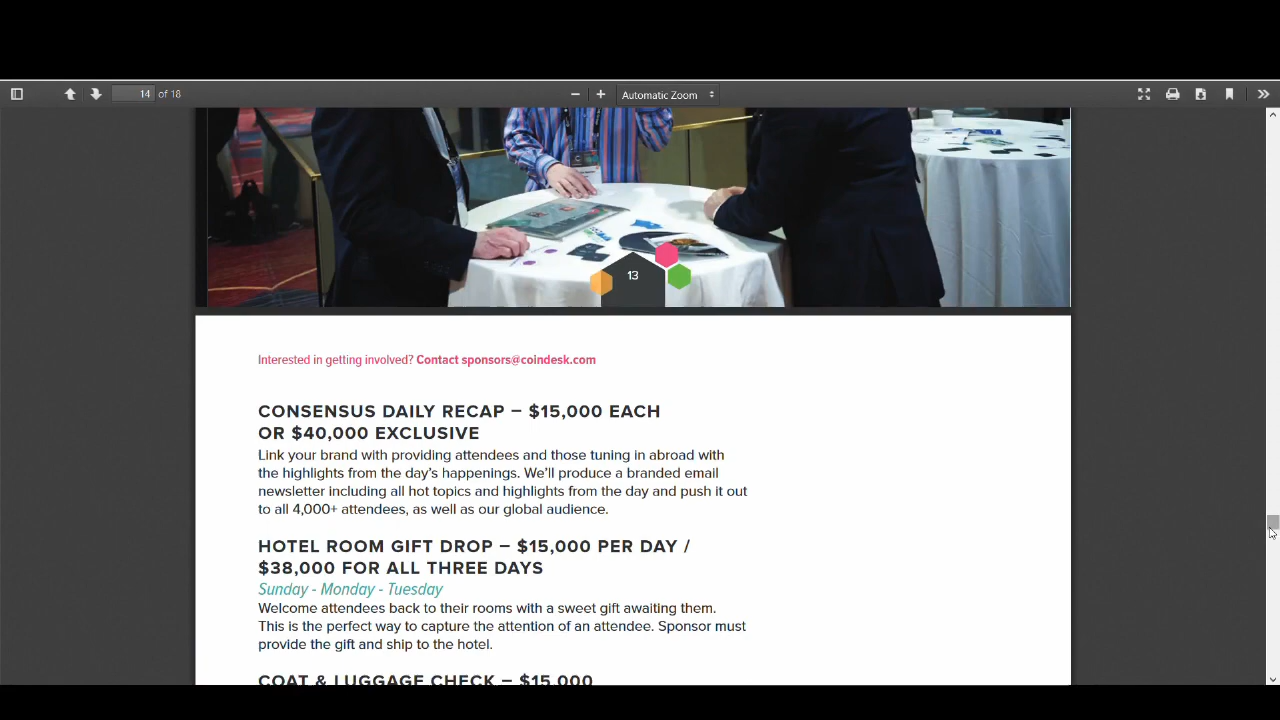 14 of 18
Automatic Zoom
13
Interested in getting involved? Contact sponsors@coindesk.com
CONSENSUS DAILY RECAP – $15,000 EACH
OR $40,000 EXCLUSIVE
Link your brand with providing attendees and those tuning in abroad with
the highlights from the day's happenings. We'll produce a branded email
newsletter including all hot topics and highlights from the day and push it out
to all 4,000+ attendees, as well as our global audience.
HOTEL ROOM GIFT DROP – $15,000 PER DAY /
$38,000 FOR ALL THREE DAYS
Sunday - Monday - Tuesday
Welcome attendees back to their rooms with a sweet gift awaiting them.
This is the perfect way to capture the attention of an attendee. Sponsor must
provide the gift and ship to the hotel.
COAT & LUGGAGE CHECK – $15,000